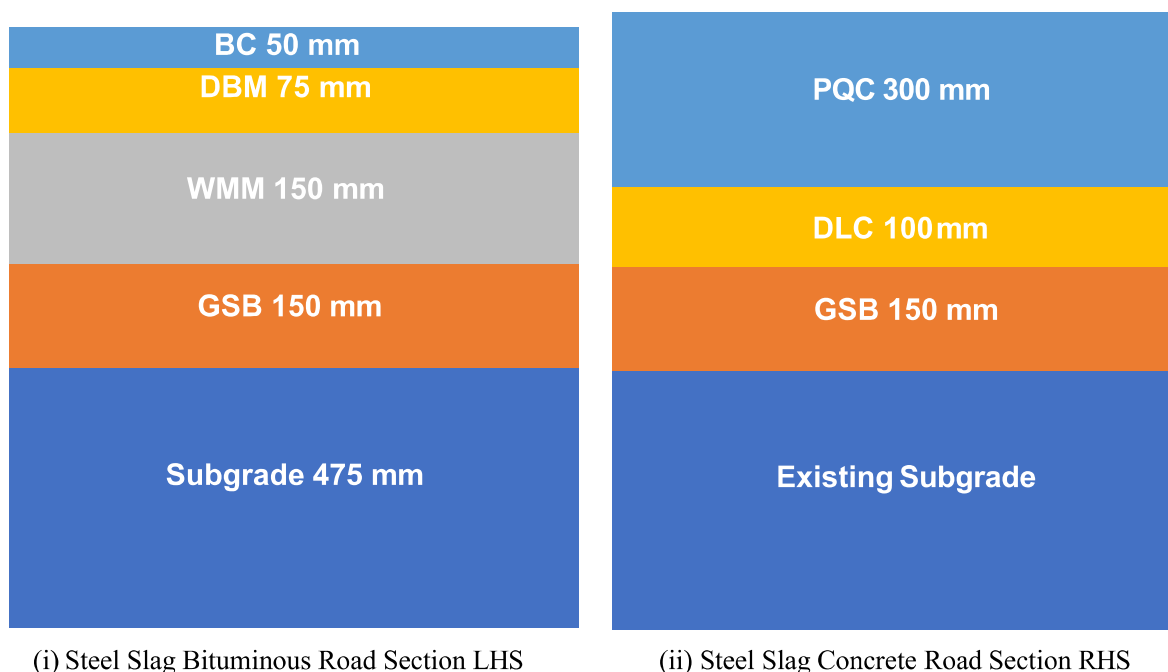 BC 50 mm
DBM 75 mm
WMM 150 mm
GSB 150 mm
Subgrade 475 mm
(i) Steel Slag Bituminous Road Section LHS
PQC 300 mm
DLC 100 mm
GSB 150 mm
Existing Subgrade
(ii) Steel Slag Concrete Road Section RHS